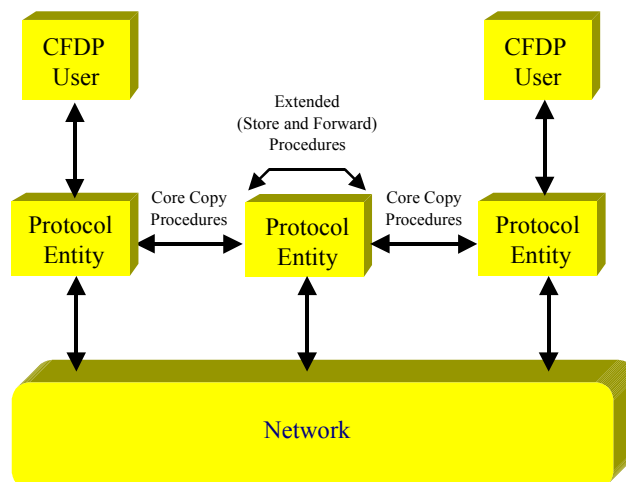 CFDP
User
CFDP
User
Extended
(Store and Forward)
Procedures
Core Copy
Procedures
Core Copy
Procedures
Protocol
Entity
Protocol
Entity
Protocol
Entity
Network